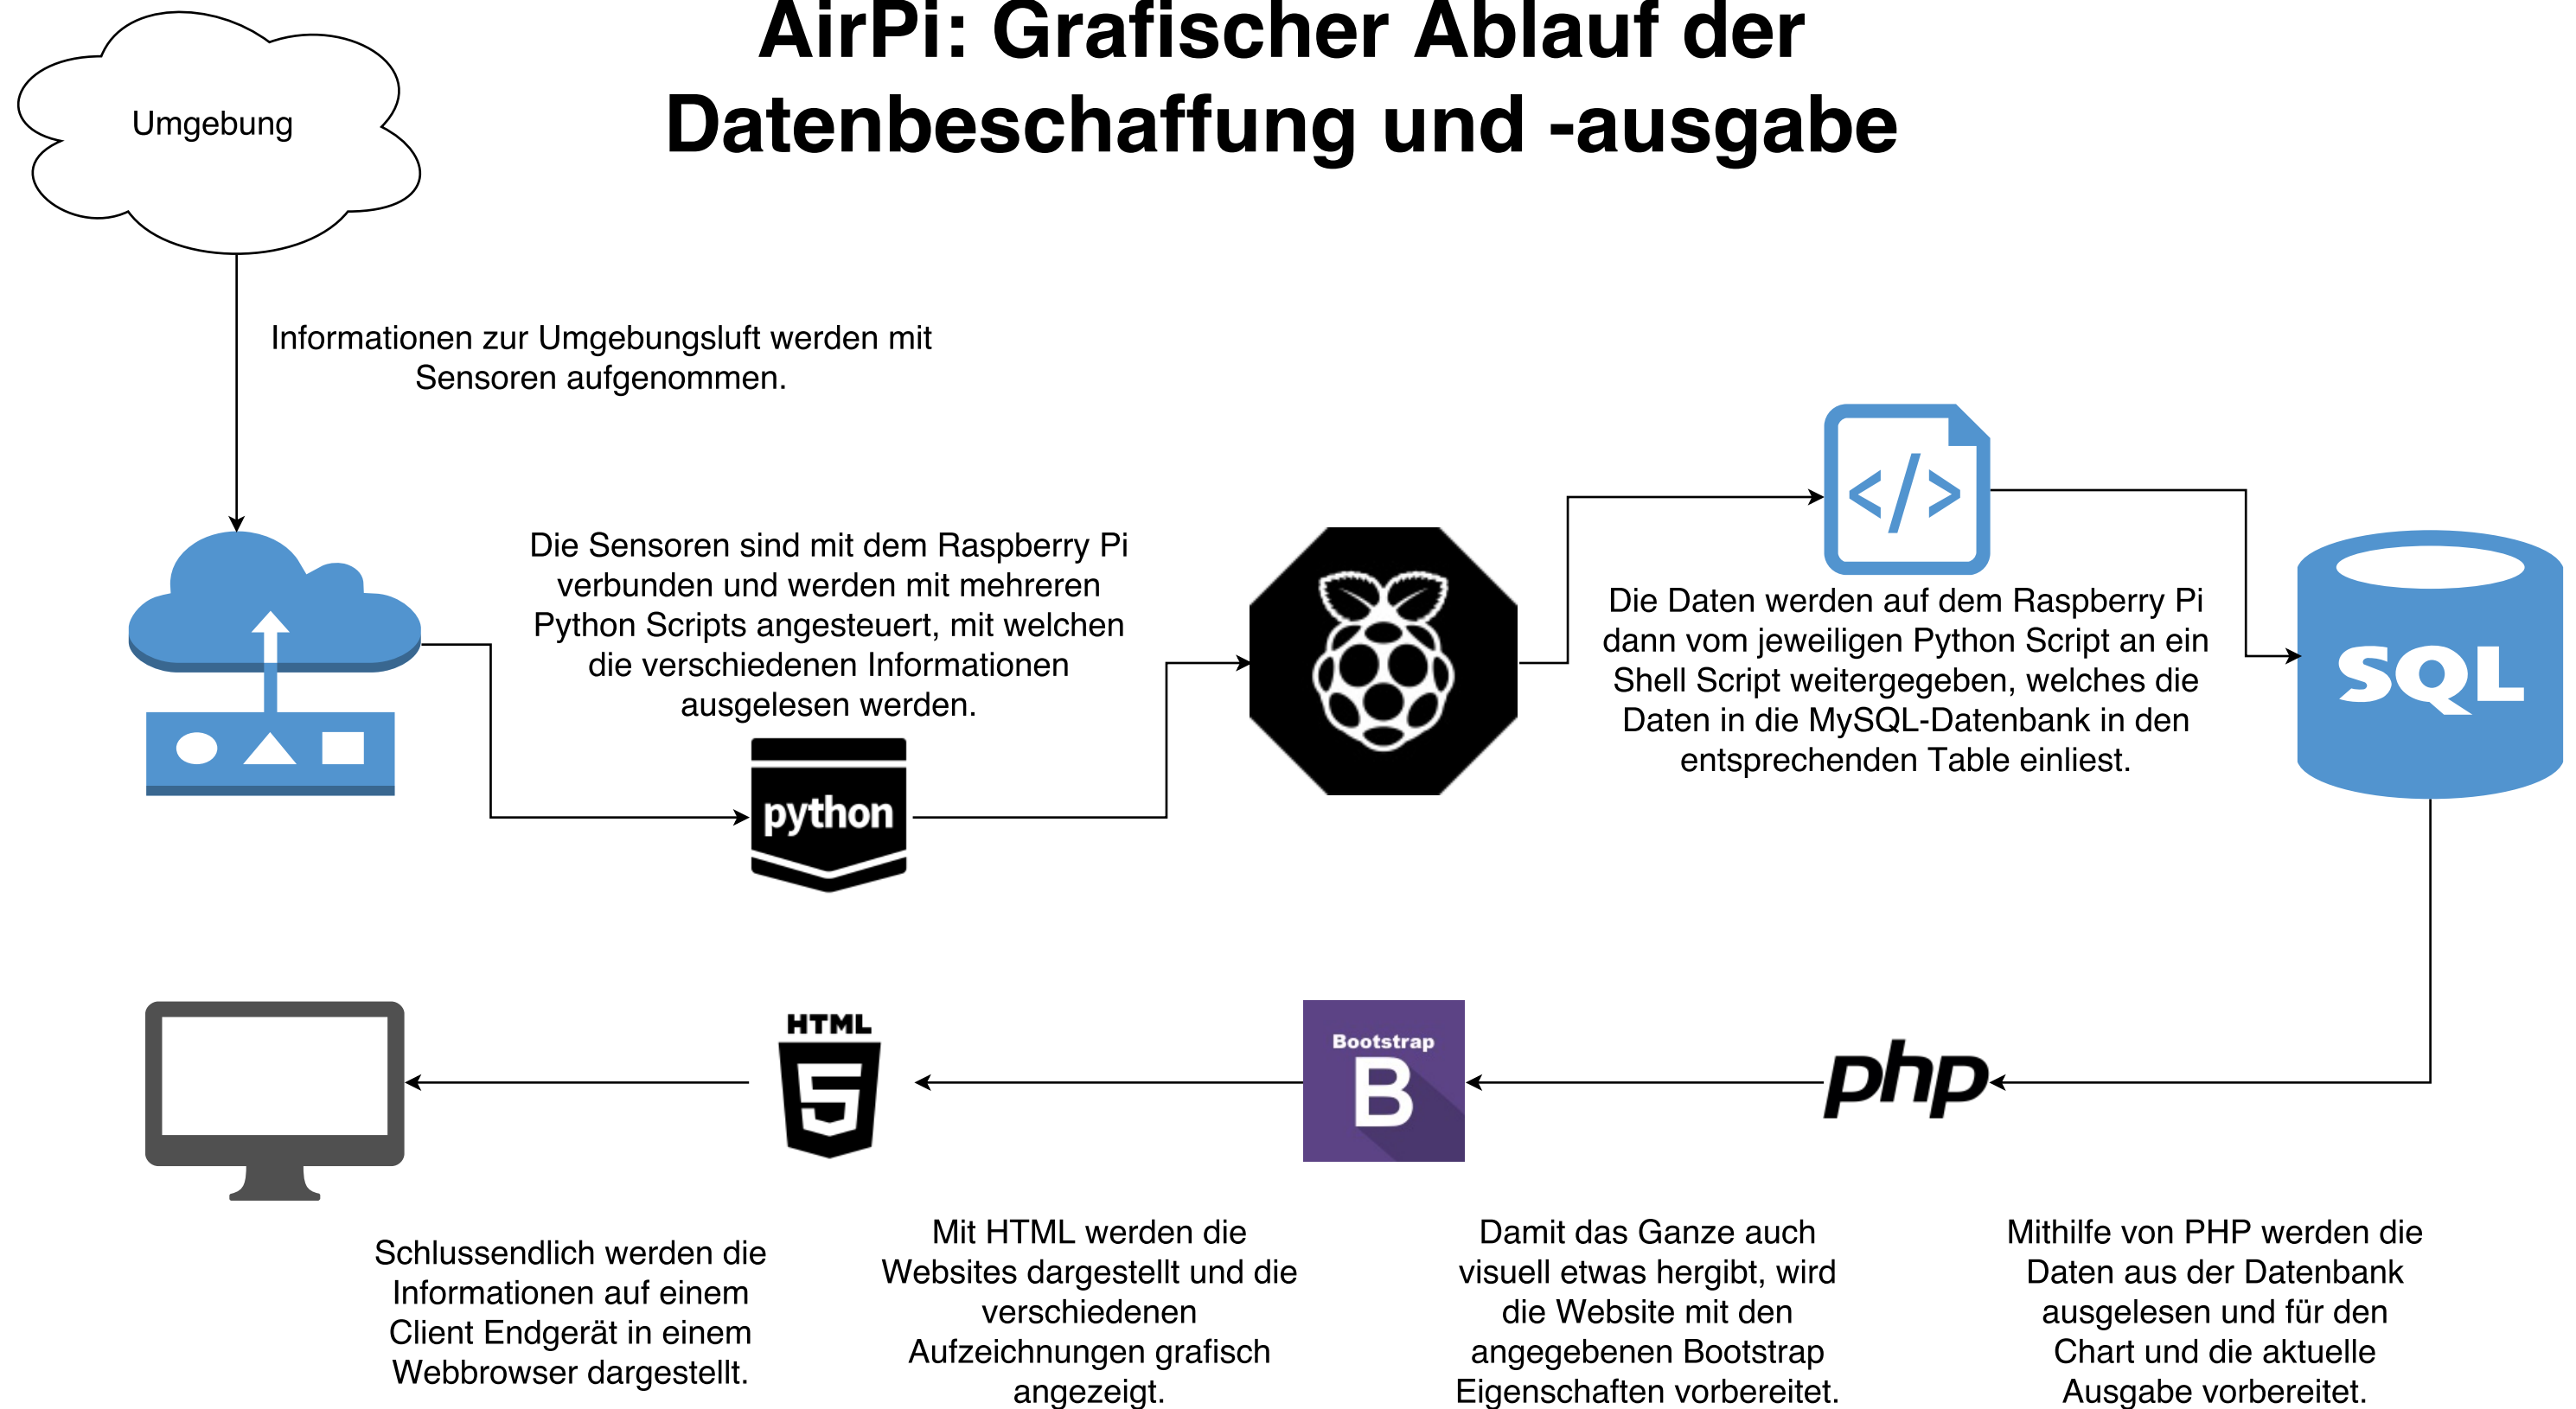 AirPi: Grafischer Ablauf der
Datenbeschaffung und -ausgabe
Umgebung
Informationen zur Umgebungsluft werden mit
Sensoren aufgenommen.
Die Sensoren sind mit dem Raspberry Pi
verbunden und werden mit mehreren
Python Scripts angesteuert, mit welchen
die verschiedenen Informationen
ausgelesen werden.
python
</>
Die Daten werden auf dem Raspberry Pi
dann vom jeweiligen Python Script an ein
Shell Script weitergegeben, welches die
Daten in die MySQL-Datenbank in den
entsprechenden Table einliest.
SQL
HTML
5
Bootstrap
B
php
Schlussendlich werden die
Informationen auf einem
Client Endgerät in einem
Webbrowser dargestellt.
Mit HTML werden die
Websites dargestellt und die
verschiedenen
Aufzeichnungen grafisch
angezeigt.
Damit das Ganze auch
visuell etwas hergibt, wird
die Website mit den
angegebenen Bootstrap
Eigenschaften vorbereitet.
Mithilfe von PHP werden die
Daten aus der Datenbank
ausgelesen und für den
Chart und die aktuelle
Ausgabe vorbereitet.